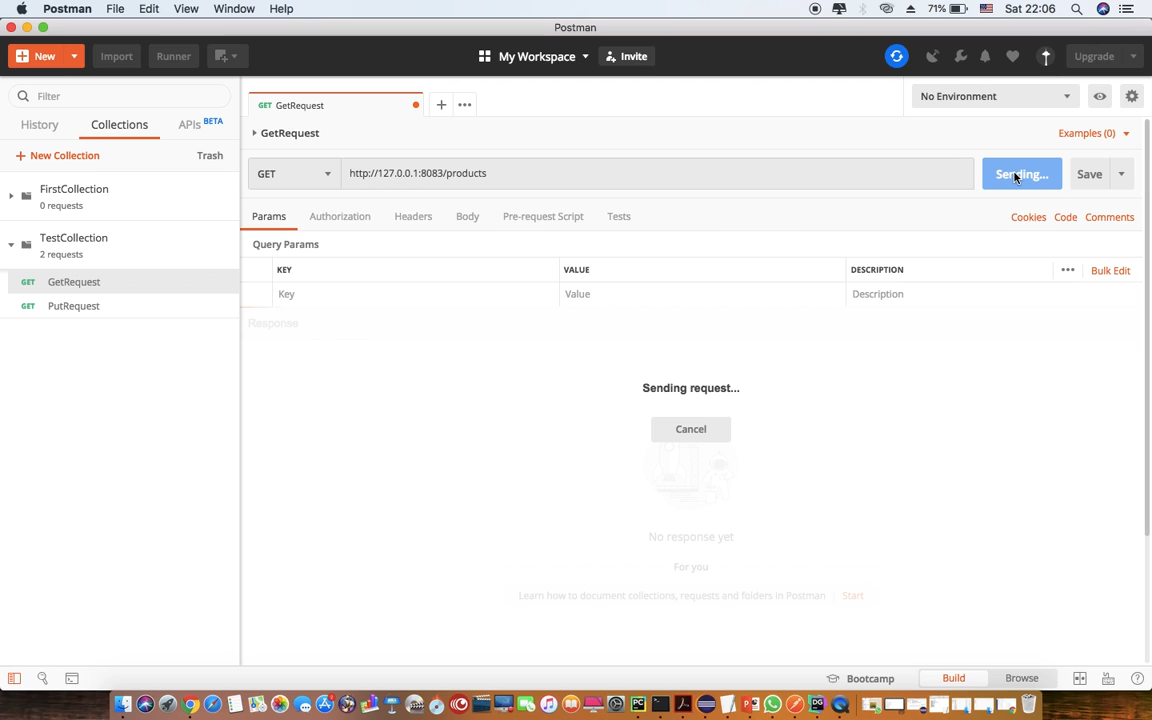 Postman File Edit View Window Help 71% Sat 22:06
Postman
New Import Runner My Workspace Invite Upgrade
Filter
History Collections APIs BETA
New Collection Trash
FirstCollection
0 requests
TestCollection
2 requests
GET GetRequest
GET PutRequest
GET GetRequest No Environment
GetRequest Examples (0)
GET http://127.0.0.1:8083/products Sending... Save
Params Authorization Headers Body Pre-request Script Tests Cookies Code Comments
Query Params
KEY VALUE DESCRIPTION Bulk Edit
Key Value Description
Response
Sending request...
Cancel
No response yet
For you
Learn how to document collections, requests and folders in Postman Start
Bootcamp Build Browse